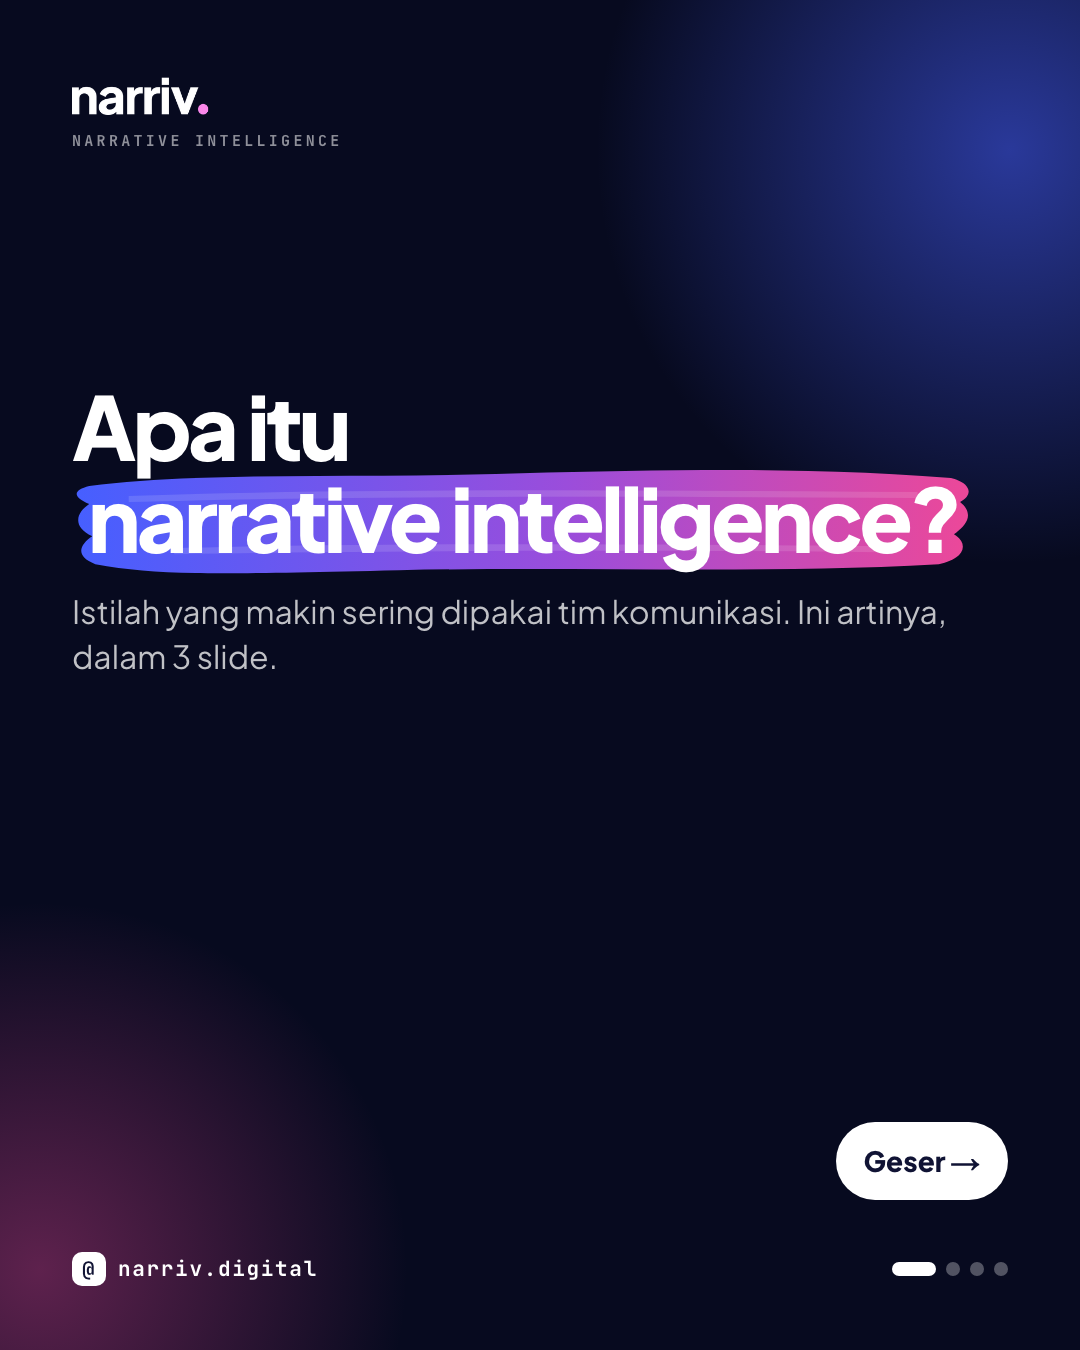 narriv.
NARRATIVE INTELLIGENCE
Apa itu
narrative intelligence?
Istilah yang makin sering dipakai tim komunikasi. Ini artinya,
dalam 3 slide.
Geser →
@ narriv.digital